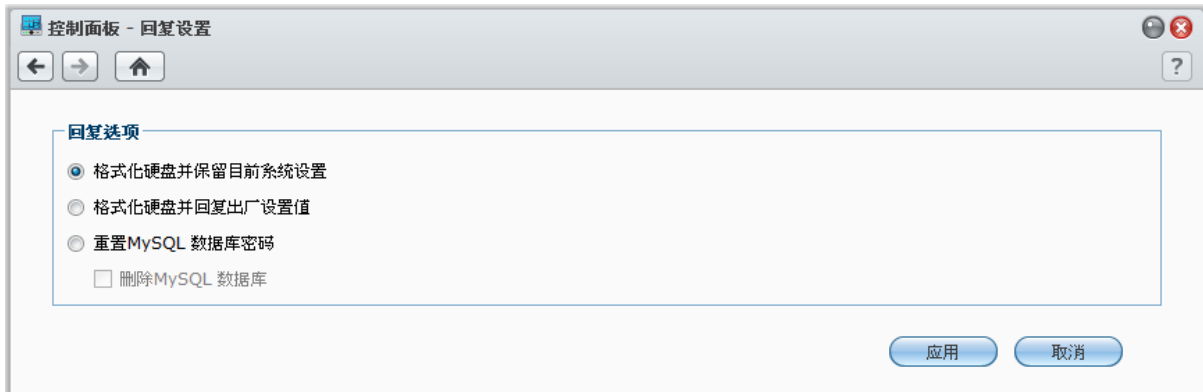 控制面板 - 回复设置
?
回复选项
格式化硬盘并保留目前系统设置
格式化硬盘并回复出厂设置值
重置MySQL 数据库密码
删除MySQL 数据库
应用 取消